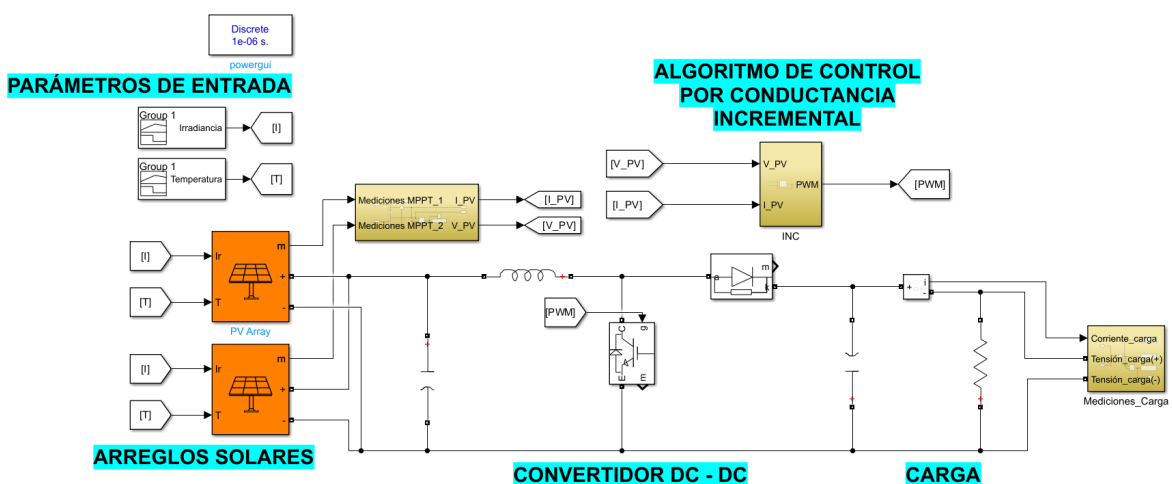 Discrete
1e-06 s.
powergui
PARÁMETROS DE ENTRADA
Group 1
Irradiancia
[I]
Group 1
Temperatura
[T]
ALGORITMO DE CONTROL
POR CONDUCTANCIA
INCREMENTAL
[V_PV]
[I_PV]
V_PV
I_PV
PWM
INC
[PWM]
Mediciones MPPT_1
Mediciones MPPT_2
I_PV
V_PV
[I_PV]
[V_PV]
[I]
[T]
Ir
T
m
+
-
PV Array
[I]
[T]
Ir
T
m
+
-
ARREGLOS SOLARES
+
+
[PWM]
C
g
E
m
a
m
k
CONVERTIDOR DC - DC
+
+
i
-
+
CARGA
Corriente_carga
Tensión_carga(+)
Tensión_carga(-)
Mediciones_Carga